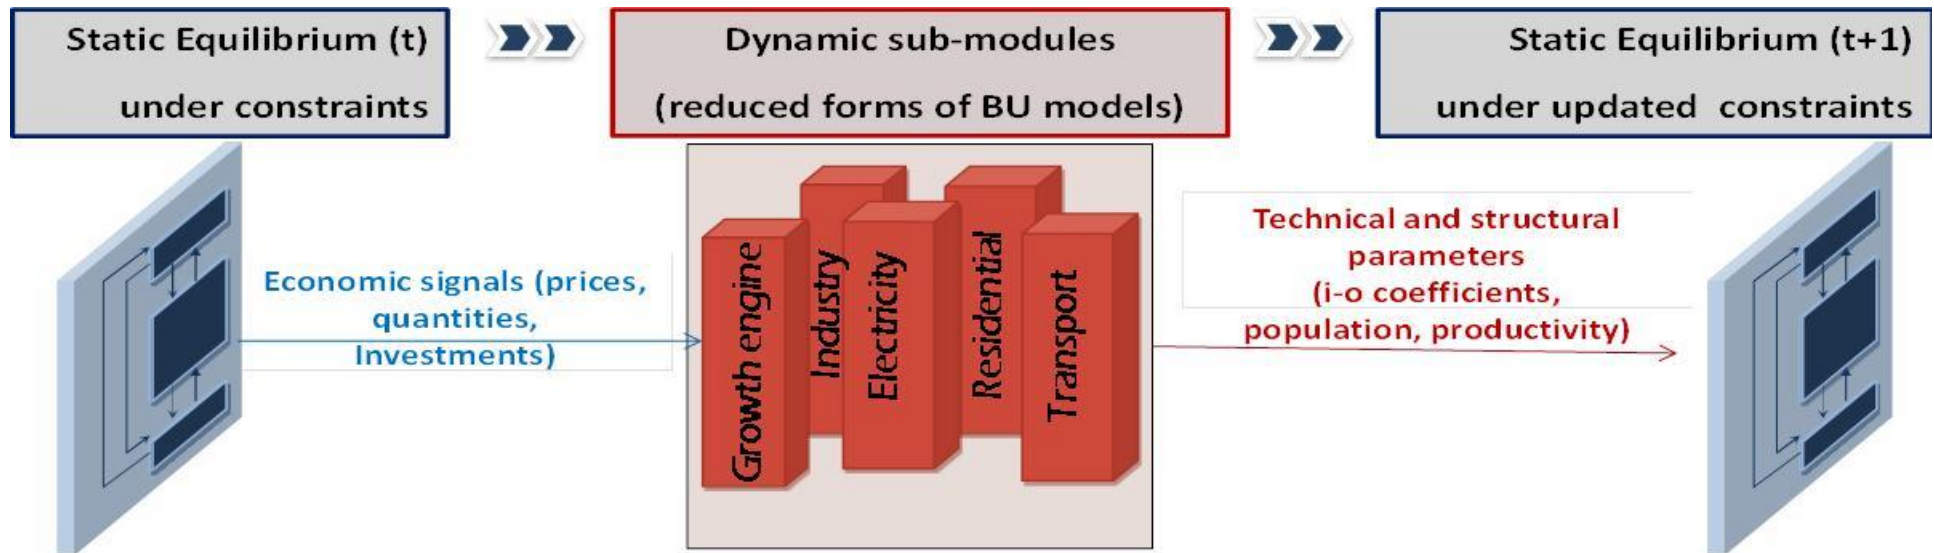 Static Equilibrium (t)
under constraints
Dynamic sub-modules
(reduced forms of BU models)
Static Equilibrium (t+1)
under updated constraints
Economic signals (prices,
quantities,
Investments)
Growth engine
Industry
Electricity
Residential
Transport
Technical and structural
parameters
(i-o coefficients,
population, productivity)